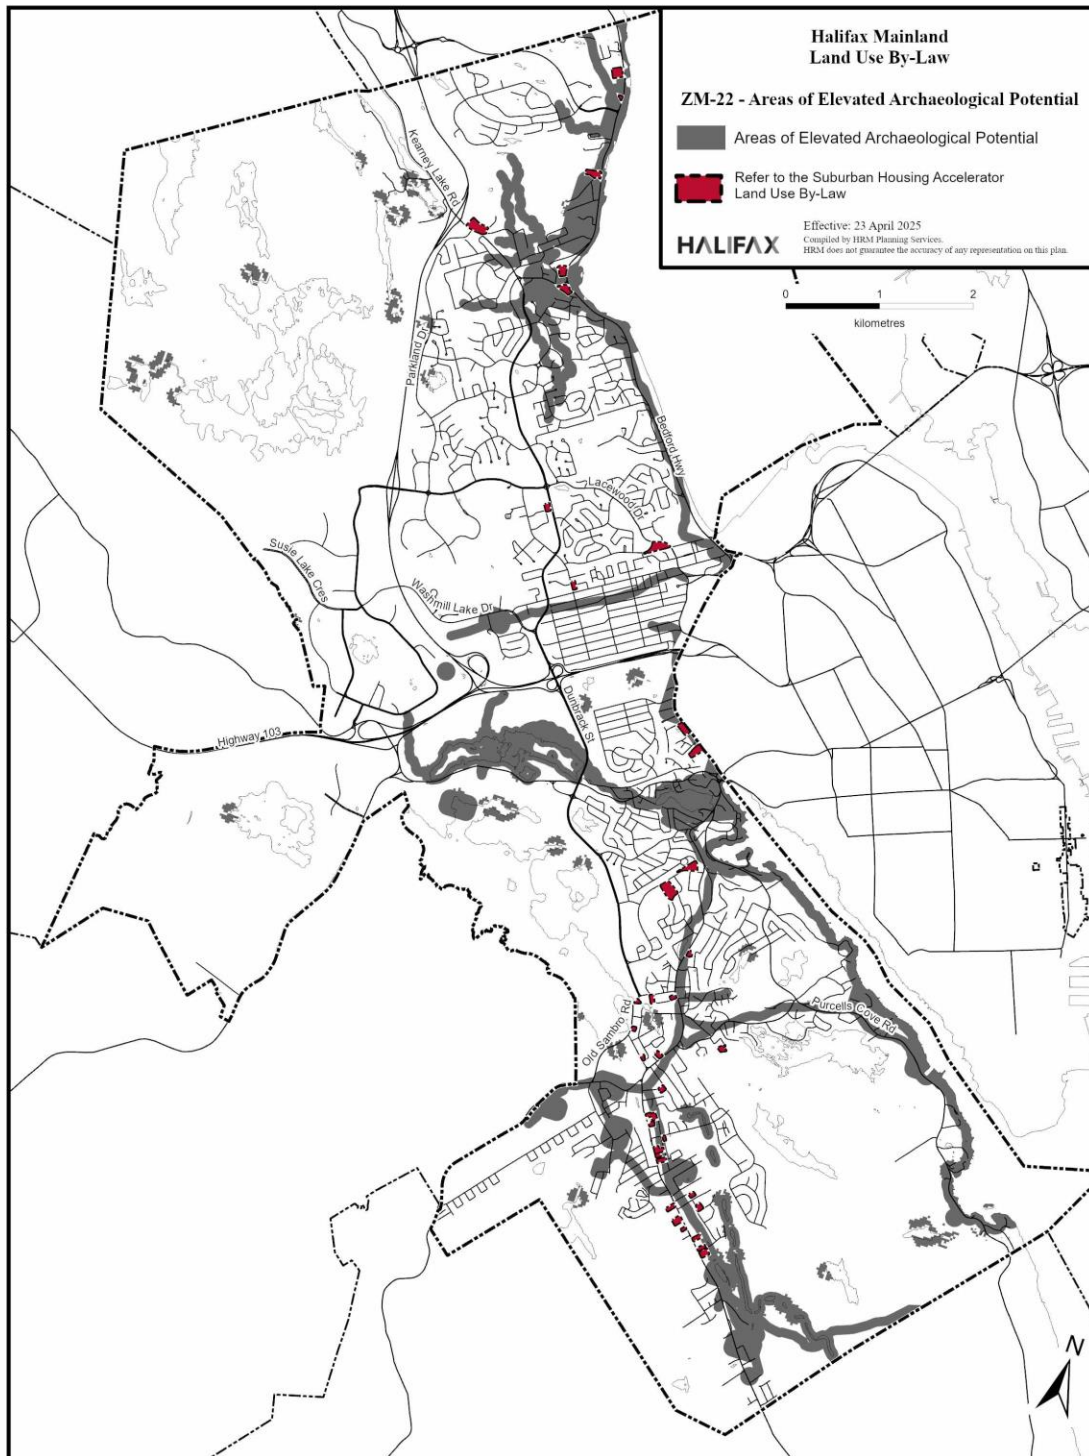 Halifax Mainland
Land Use By-Law
ZM-22 - Areas of Elevated Archaeological Potential
Areas of Elevated Archaeological Potential
Refer to the Suburban Housing Accelerator
Land Use By-Law
HALIFAX
Effective: 23 April 2025
Compiled by HRM Planning Services.
HRM does not guarantee the accuracy of any representation on this plan.
0 1 2
kilometres
Kearney Lake Rd
Parkland Dr
Bedford Hwy
Lacewood Dr
Susie Lake Cres
Washmill Lake Dr
Dunbrack St
Highway 103
Purcells Cove Rd
Old Sambro Rd
N